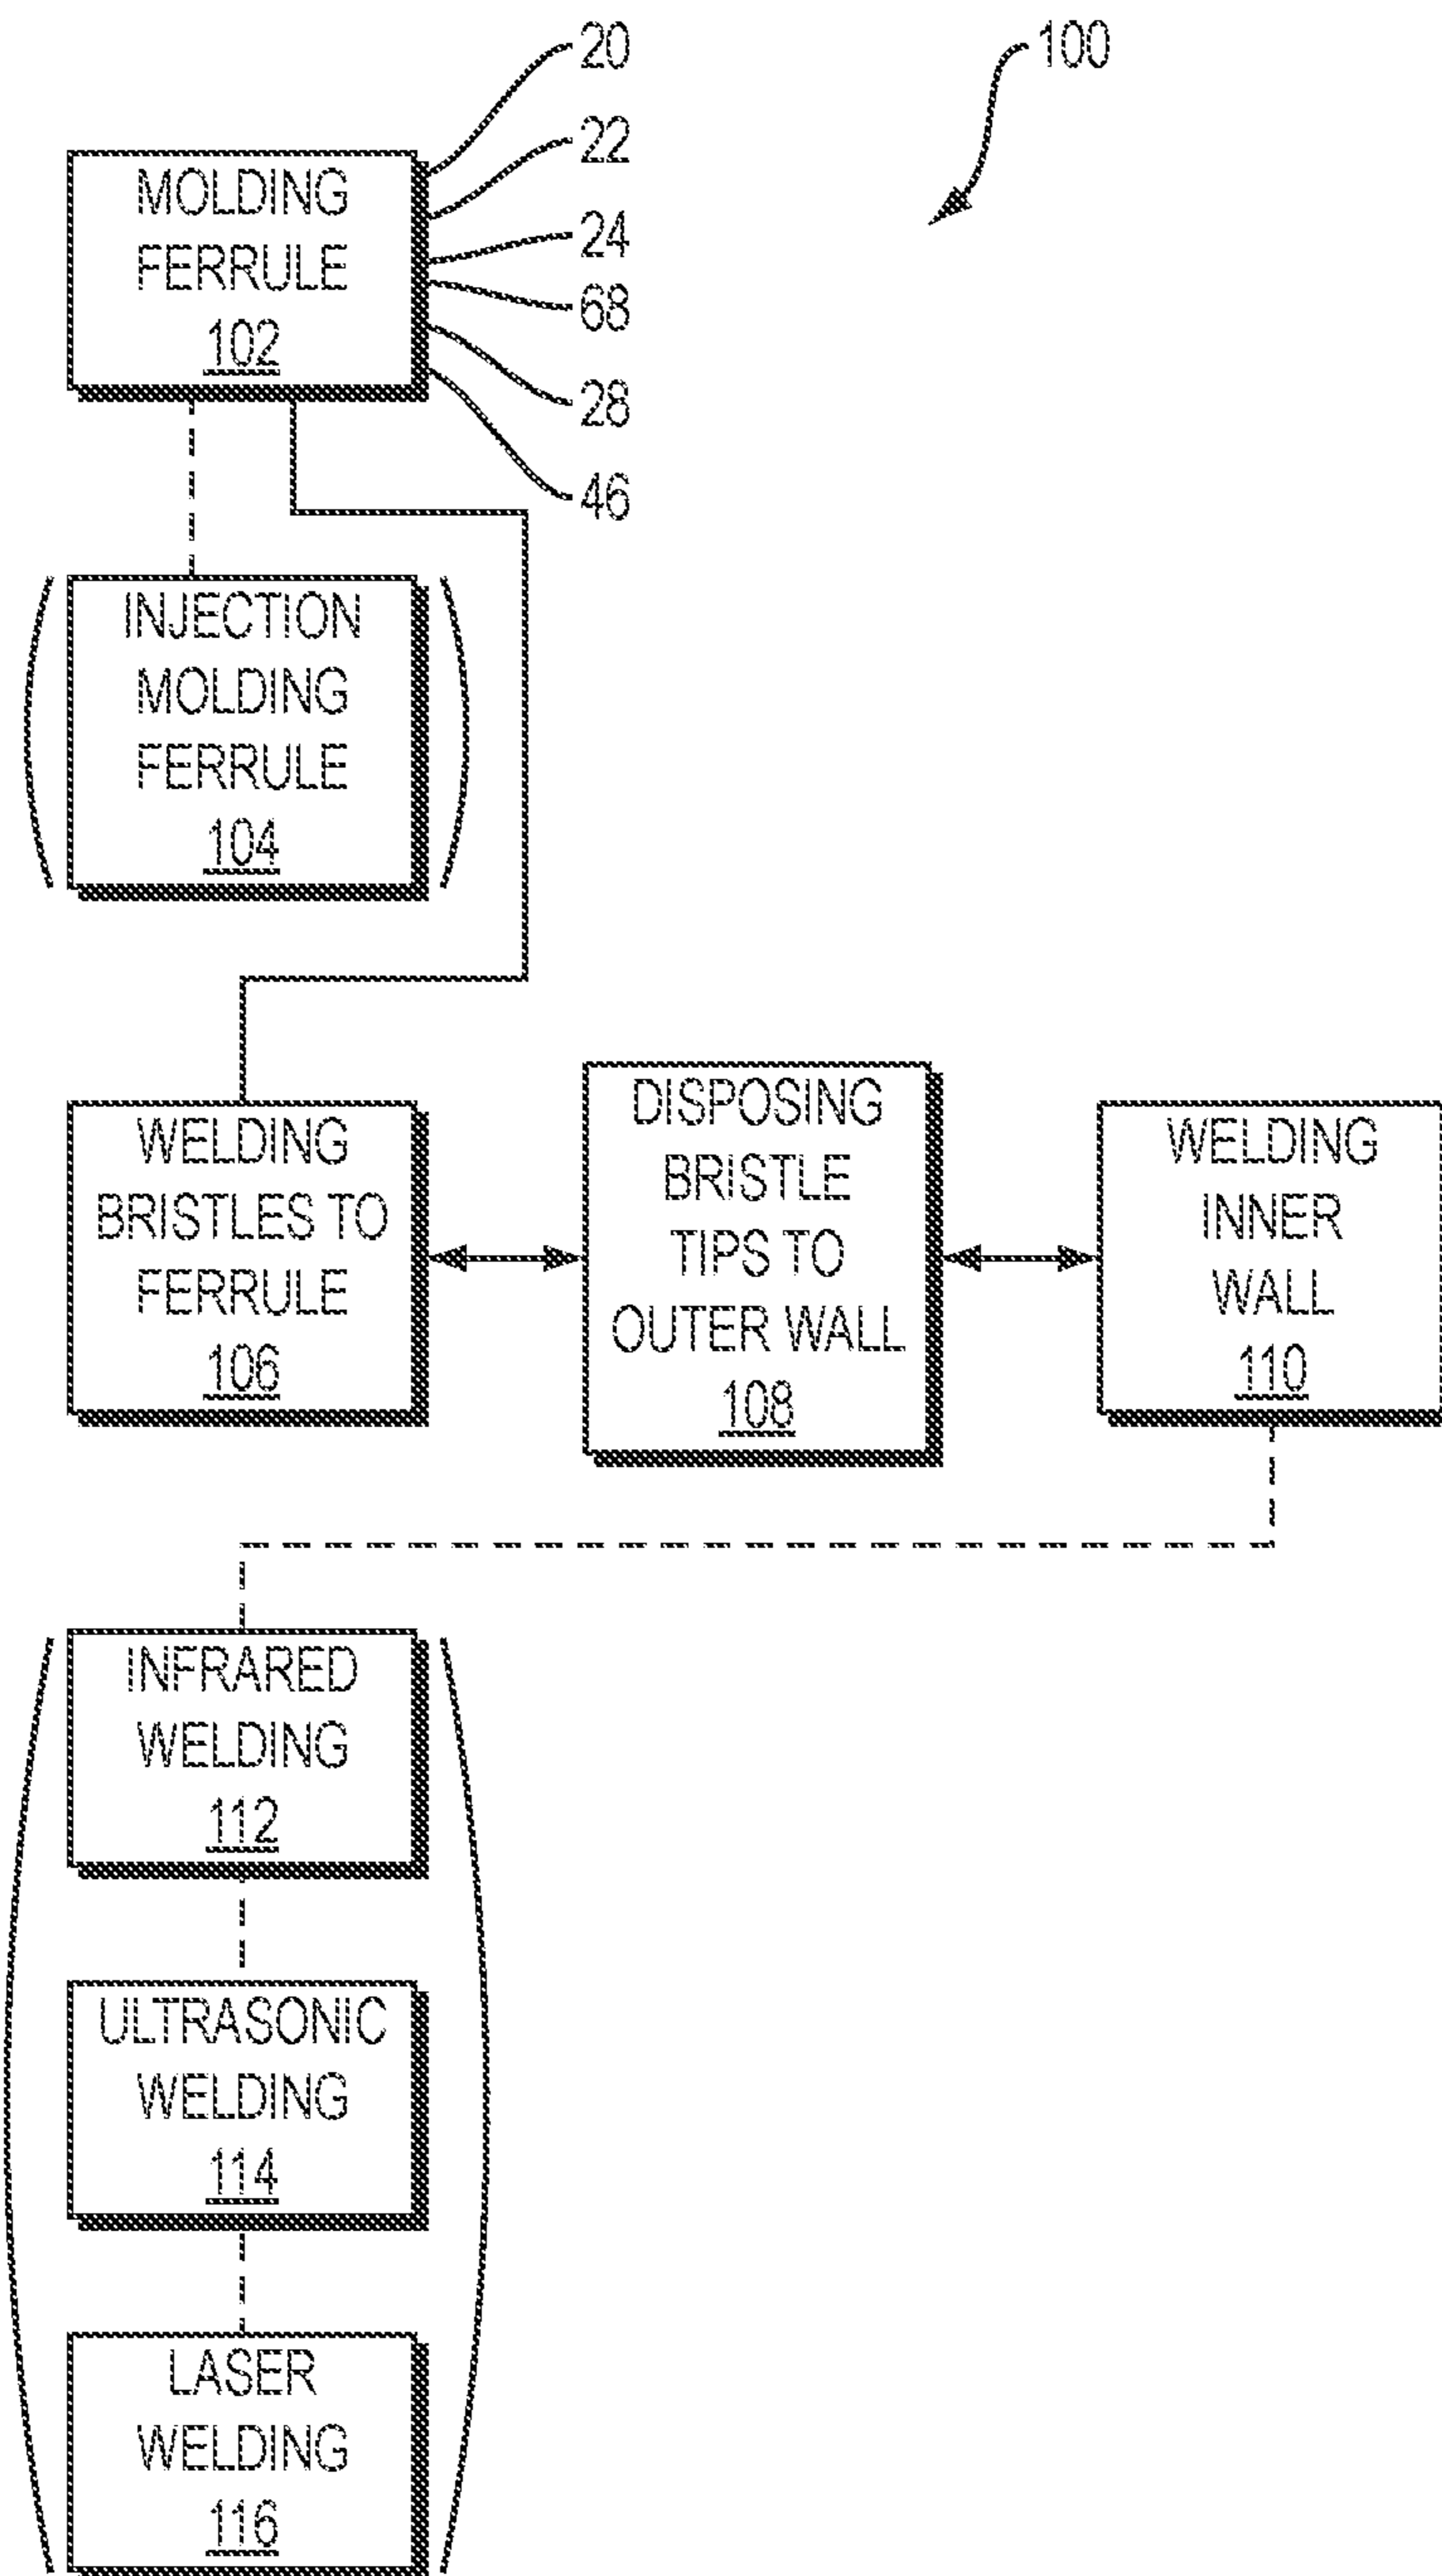 20
100
22
24
68
28
46
MOLDING
FERRULE
102
INJECTION
MOLDING
FERRULE
104
WELDING
BRISTLES TO
FERRULE
106
DISPOSING
BRISTLE
TIPS TO
OUTER WALL
108
WELDING
INNER
WALL
110
INFRARED
WELDING
112
ULTRASONIC
WELDING
114
LASER
WELDING
116